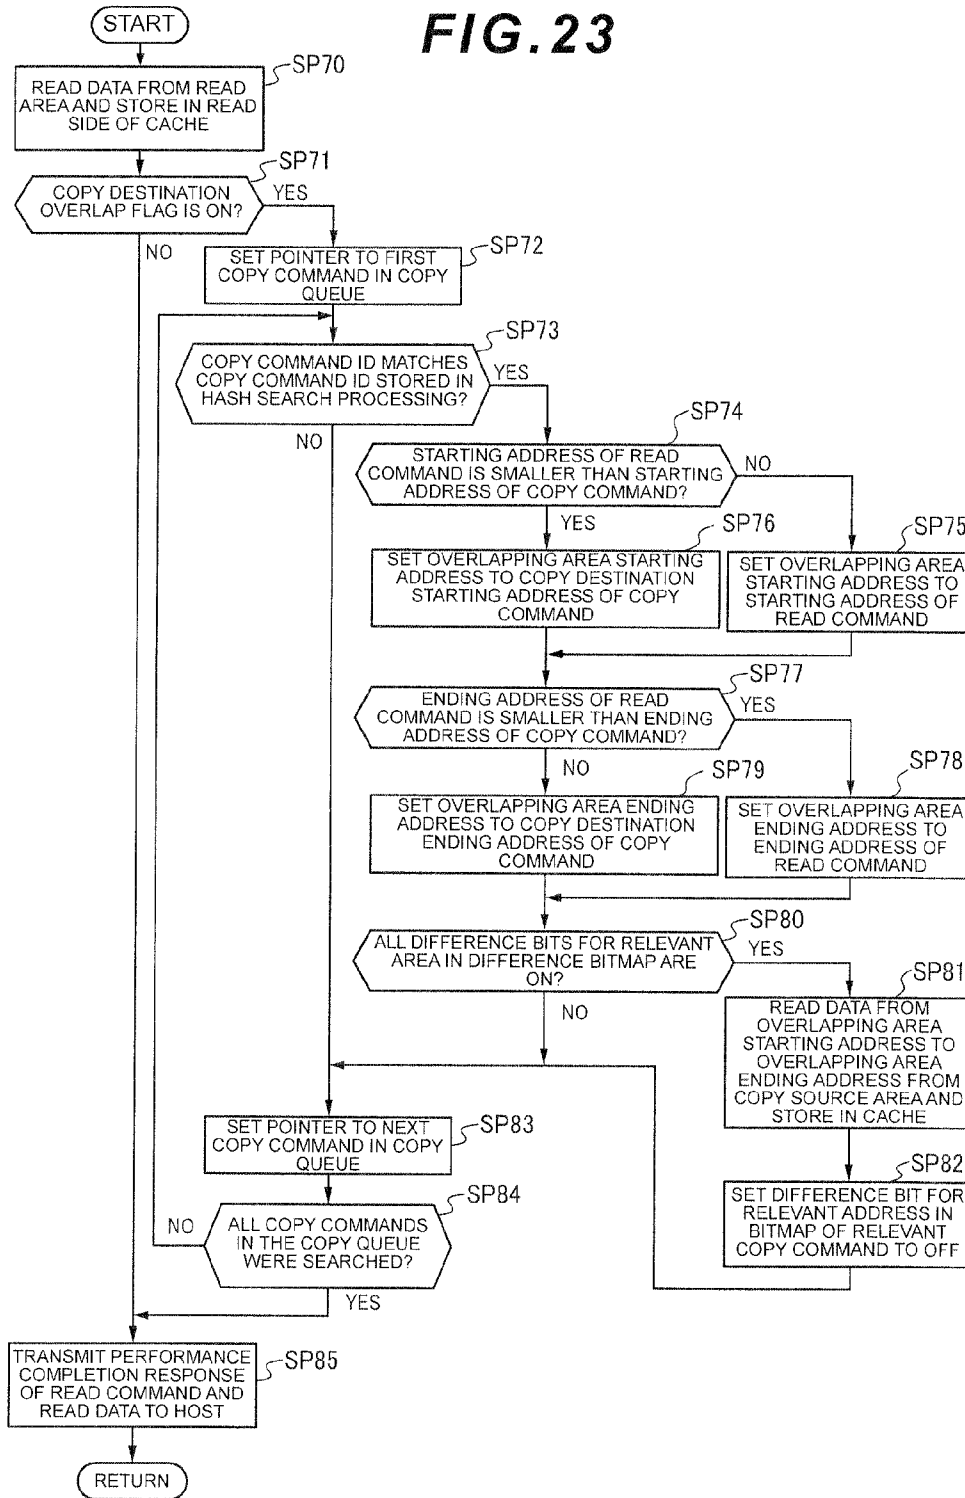 FIG.23
START
SP70
READ DATA FROM READ
AREA AND STORE IN READ
SIDE OF CACHE
SP71
COPY DESTINATION
OVERLAP FLAG IS ON?
YES
NO
SP72
SET POINTER TO FIRST
COPY COMMAND IN COPY
QUEUE
SP73
COPY COMMAND ID MATCHES
COPY COMMAND ID STORED IN
HASH SEARCH PROCESSING?
YES
NO
SP74
STARTING ADDRESS OF READ
COMMAND IS SMALLER THAN STARTING
ADDRESS OF COPY COMMAND?
NO
YES
SP76
SET OVERLAPPING AREA STARTING
ADDRESS TO COPY DESTINATION
STARTING ADDRESS OF COPY
COMMAND
SP75
SET OVERLAPPING AREA
STARTING ADDRESS TO
STARTING ADDRESS OF
READ COMMAND
SP77
ENDING ADDRESS OF READ
COMMAND IS SMALLER THAN ENDING
ADDRESS OF COPY COMMAND?
YES
NO
SP79
SET OVERLAPPING AREA ENDING
ADDRESS TO COPY DESTINATION
ENDING ADDRESS OF COPY
COMMAND
SP78
SET OVERLAPPING AREA
ENDING ADDRESS TO
ENDING ADDRESS OF
READ COMMAND
SP80
ALL DIFFERENCE BITS FOR RELEVANT
AREA IN DIFFERENCE BITMAP ARE
ON?
YES
NO
SP81
READ DATA FROM
OVERLAPPING AREA
STARTING ADDRESS TO
OVERLAPPING AREA
ENDING ADDRESS FROM
COPY SOURCE AREA AND
STORE IN CACHE
SP82
SET DIFFERENCE BIT FOR
RELEVANT ADDRESS IN
BITMAP OF RELEVANT
COPY COMMAND TO OFF
SP83
SET POINTER TO NEXT
COPY COMMAND IN COPY
QUEUE
SP84
ALL COPY COMMANDS
IN THE COPY QUEUE
WERE SEARCHED?
NO
YES
SP85
TRANSMIT PERFORMANCE
COMPLETION RESPONSE
OF READ COMMAND AND
READ DATA TO HOST
RETURN